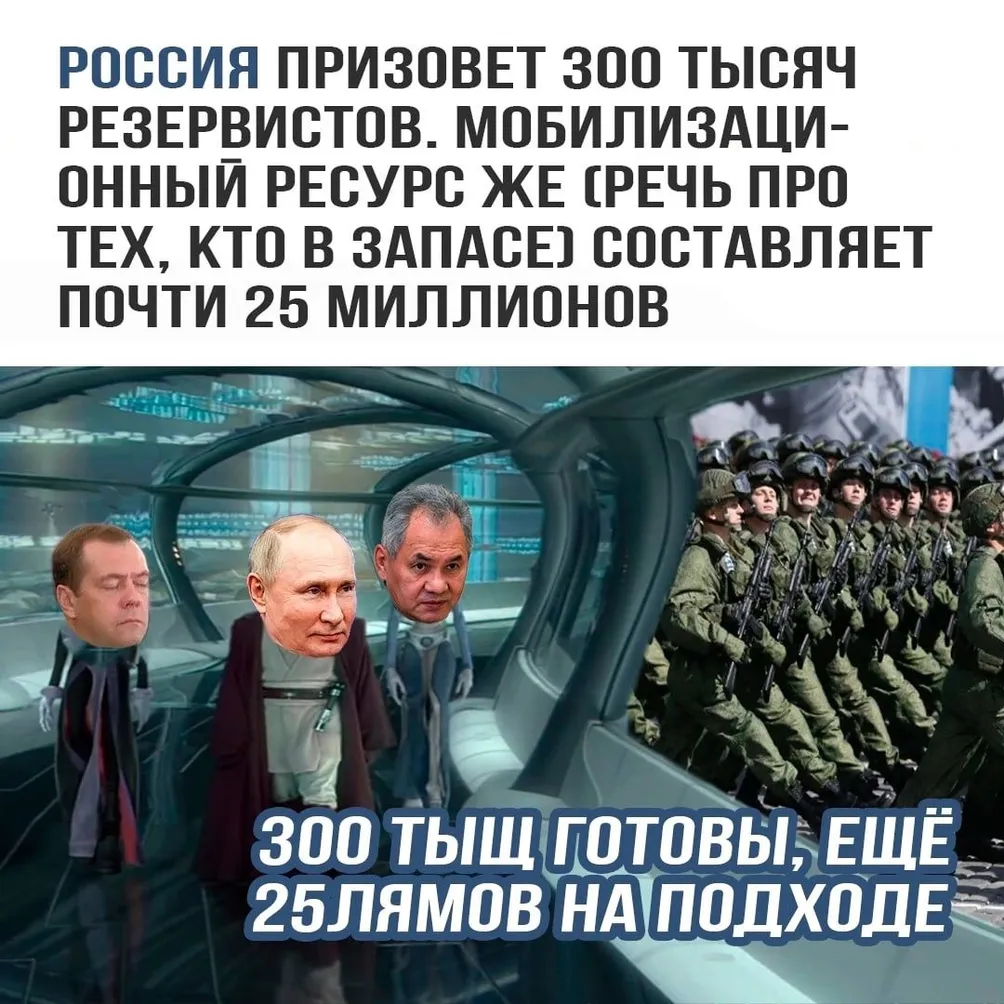 РОССИЯ ПРИЗОВЕТ 300 ТЫСЯЧ
РЕЗЕРВИСТОВ. МОБИЛИЗАЦИ-
ОННЫЙ РЕСУРС ЖЕ (РЕЧЬ ПРО
ТЕХ, КТО В ЗАПАСЕ) СОСТАВЛЯЕТ
ПОЧТИ 25 МИЛЛИОНОВ
300 ТЫЩ ГОТОВЫ, ЕЩЁ
25ЛЯМОВ НА ПОДХОДЕ